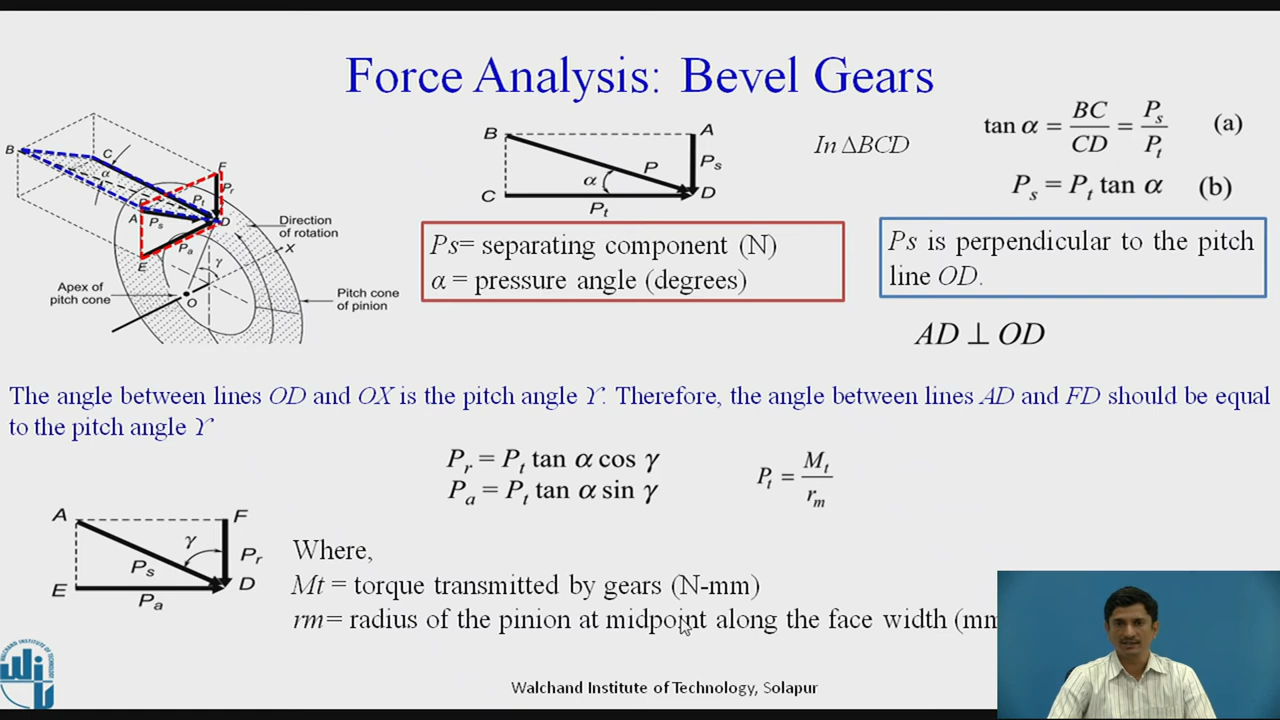 Force Analysis: Bevel Gears
B
C
α
F
Pr
Pt
D
A
Ps
Pa
E
γ
X
O
Direction
of rotation
Apex of
pitch cone
Pitch cone
of pinion
B
A
P
Ps
α
C
D
Pt
In ΔBCD
tan α = BC/CD = Ps/Pt (a)
Ps = Pt tan α (b)
Ps= separating component (N)
α = pressure angle (degrees)
Ps is perpendicular to the pitch
line OD.
AD ⊥ OD
The angle between lines OD and OX is the pitch angle ϒ. Therefore, the angle between lines AD and FD should be equal
to the pitch angle ϒ
Pr = Pt tan α cos γ
Pa = Pt tan α sin γ
Pt = Mt/rm
A
F
γ
Ps
Pr
E
D
Pa
Where,
Mt = torque transmitted by gears (N-mm)
rm= radius of the pinion at midpoint along the face width (mm
WALCHAND INSTITUTE OF TECHNOLOGY
WIT
Walchand Institute of Technology, Solapur